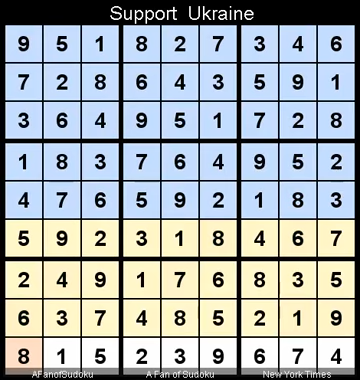 Support Ukraine
9 5 1 8 2 7 3 4 6
7 2 8 6 4 3 5 9 1
3 6 4 9 5 1 7 2 8
1 8 3 7 6 4 9 5 2
4 7 6 5 9 2 1 8 3
5 9 2 3 1 8 4 6 7
2 4 9 1 7 6 8 3 5
6 3 7 4 8 5 2 1 9
8 1 5 2 3 9 6 7 4
AFanofSudoku A Fan of Sudoku New York Times